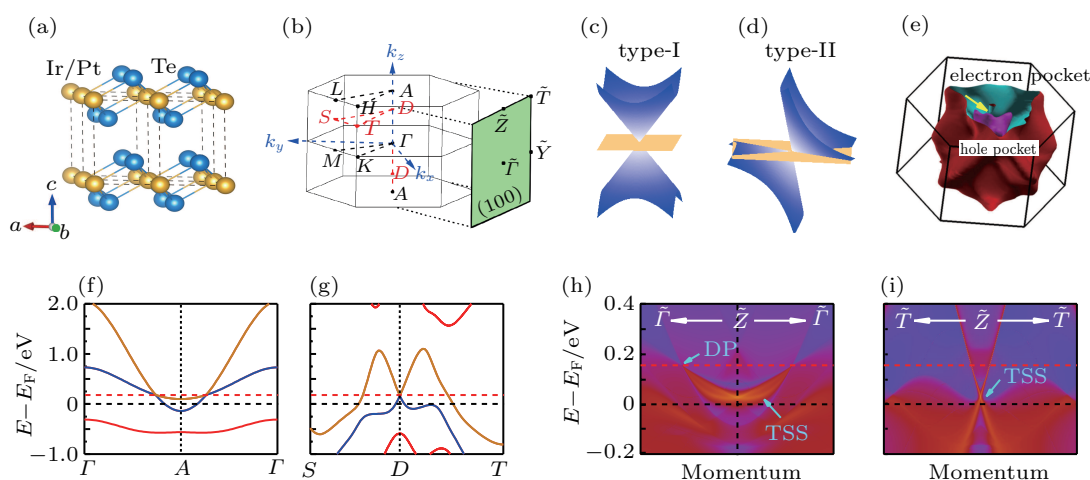 (a)
Ir/Pt
Te
c
a
b
(b)
k_z
L
A
H
D
S
T
k_y
Γ
M
K
k_x
D
A
T̃
Z̃
Ỹ
Γ̃
(100)
(c)
type-I
(d)
type-II
(e)
electron pocket
hole pocket
(f)
E−E_F/eV
2.0
1.0
0
−1.0
Γ
A
Γ
(g)
S
D
T
(h)
E−E_F/eV
0.4
0.2
0
−0.2
Γ̃
Z̃
Γ̃
DP
TSS
Momentum
(i)
T̃
Z̃
T̃
TSS
Momentum